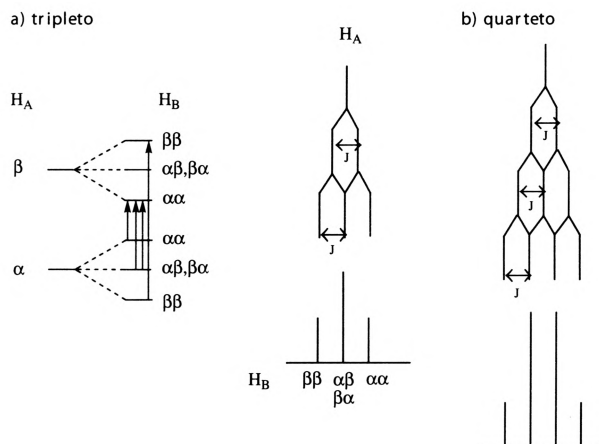 a) tripleto
b) quarteto
H_A
H_A
H_B
ββ
β
αβ,βα
αα
αα
α
αβ,βα
ββ
J
J
J
J
J
H_B
ββ
αβ
αα
βα